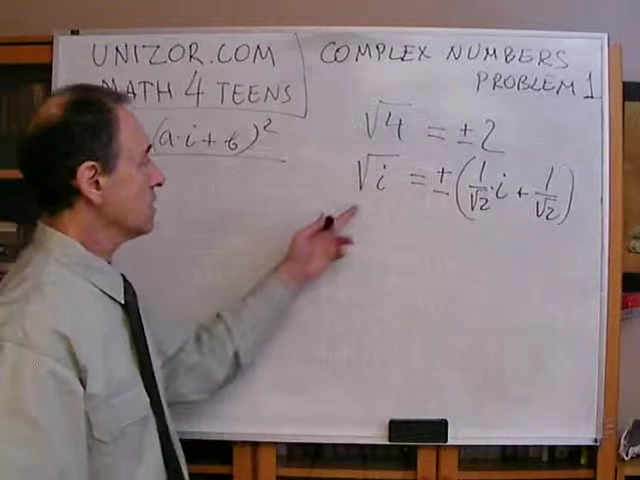 UNIZOR.COM
MATH 4 TEENS
(a·i+b)²
COMPLEX NUMBERS
PROBLEM 1
√4 = ±2
√i = ±(1/√2·i + 1/√2)